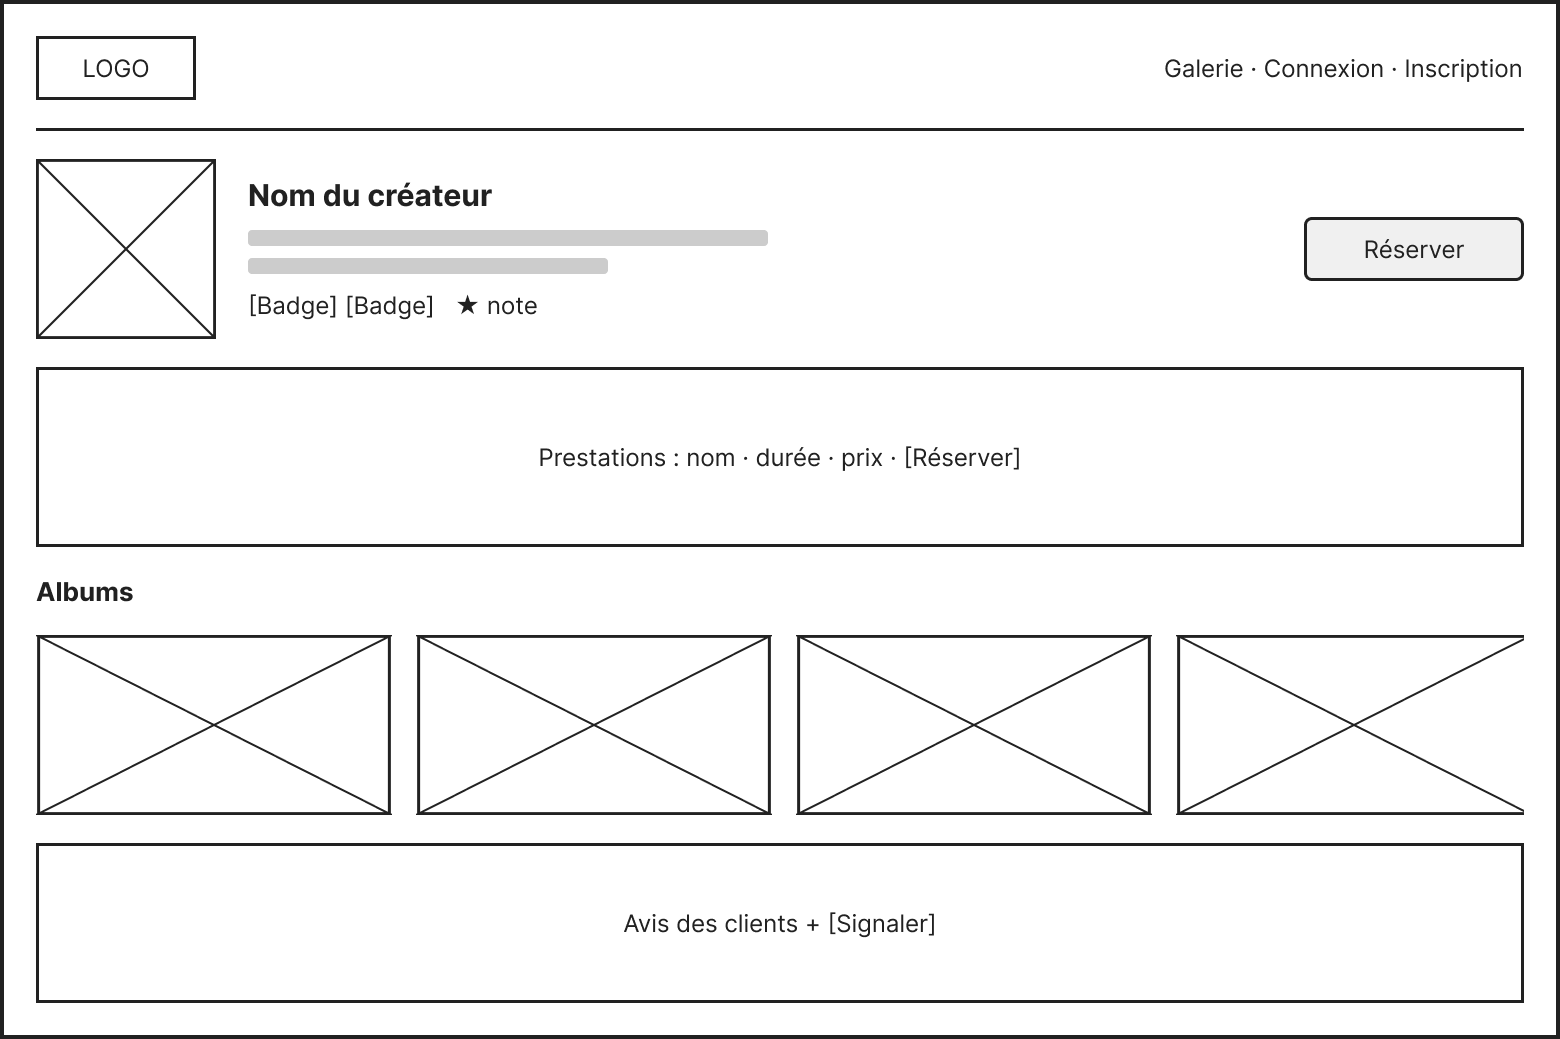 LOGO
Galerie · Connexion · Inscription
Nom du créateur
[Badge] [Badge] ★ note
Réserver
Prestations : nom · durée · prix · [Réserver]
Albums
Avis des clients + [Signaler]